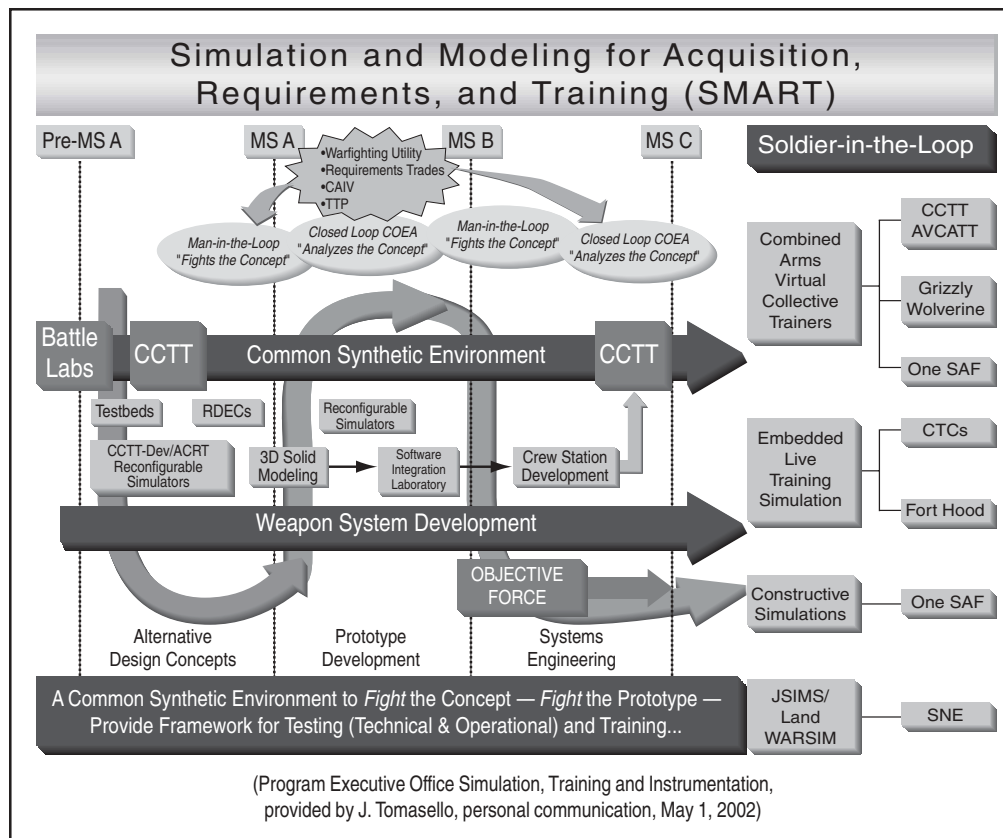 Simulation and Modeling for Acquisition,
Requirements, and Training (SMART)
Pre-MS A
MS A
MS B
MS C
Soldier-in-the-Loop
•Warfighting Utility
•Requirements Trades
•CAIV
•TTP
Man-in-the-Loop
"Fights the Concept"
Closed Loop COEA
"Analyzes the Concept"
Man-in-the-Loop
"Fights the Concept"
Closed Loop COEA
"Analyzes the Concept"
Battle
Labs
CCTT
Common Synthetic Environment
CCTT
Testbeds
RDECs
Reconfigurable
Simulators
CCTT-Dev/ACRT
Reconfigurable
Simulators
3D Solid
Modeling
Software
Integration
Laboratory
Crew Station
Development
Weapon System Development
OBJECTIVE
FORCE
Alternative
Design Concepts
Prototype
Development
Systems
Engineering
A Common Synthetic Environment to Fight the Concept — Fight the Prototype —
Provide Framework for Testing (Technical & Operational) and Training...
Combined
Arms
Virtual
Collective
Trainers
CCTT
AVCATT
Grizzly
Wolverine
One SAF
Embedded
Live
Training
Simulation
CTCs
Fort Hood
Constructive
Simulations
One SAF
JSIMS/
Land
WARSIM
SNE
(Program Executive Office Simulation, Training and Instrumentation,
provided by J. Tomasello, personal communication, May 1, 2002)